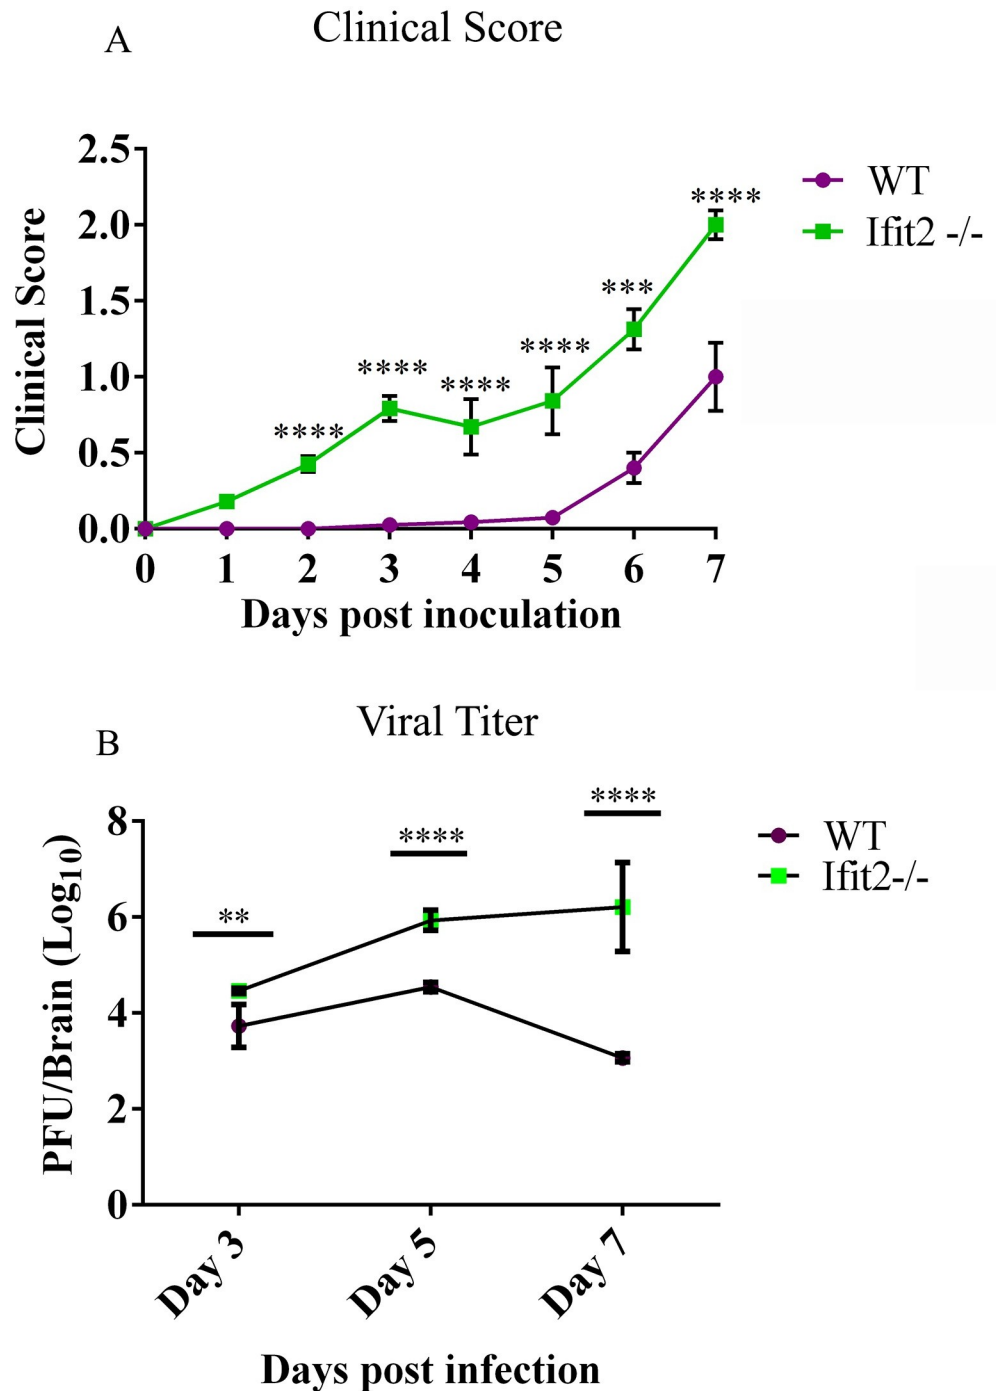 A
Clinical Score
2.5
2.0
1.5
1.0
0.5
0.0
Clinical Score
****
****
****
****
***
****
WT
Ifit2 -/-
0 1 2 3 4 5 6 7
Days post inoculation
B
Viral Titer
8
6
4
2
0
PFU/Brain (Log10)
**
****
****
WT
Ifit2-/-
Day 3
Day 5
Day 7
Days post infection